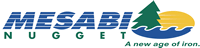 MESABI
NUGGET
A new age of iron.